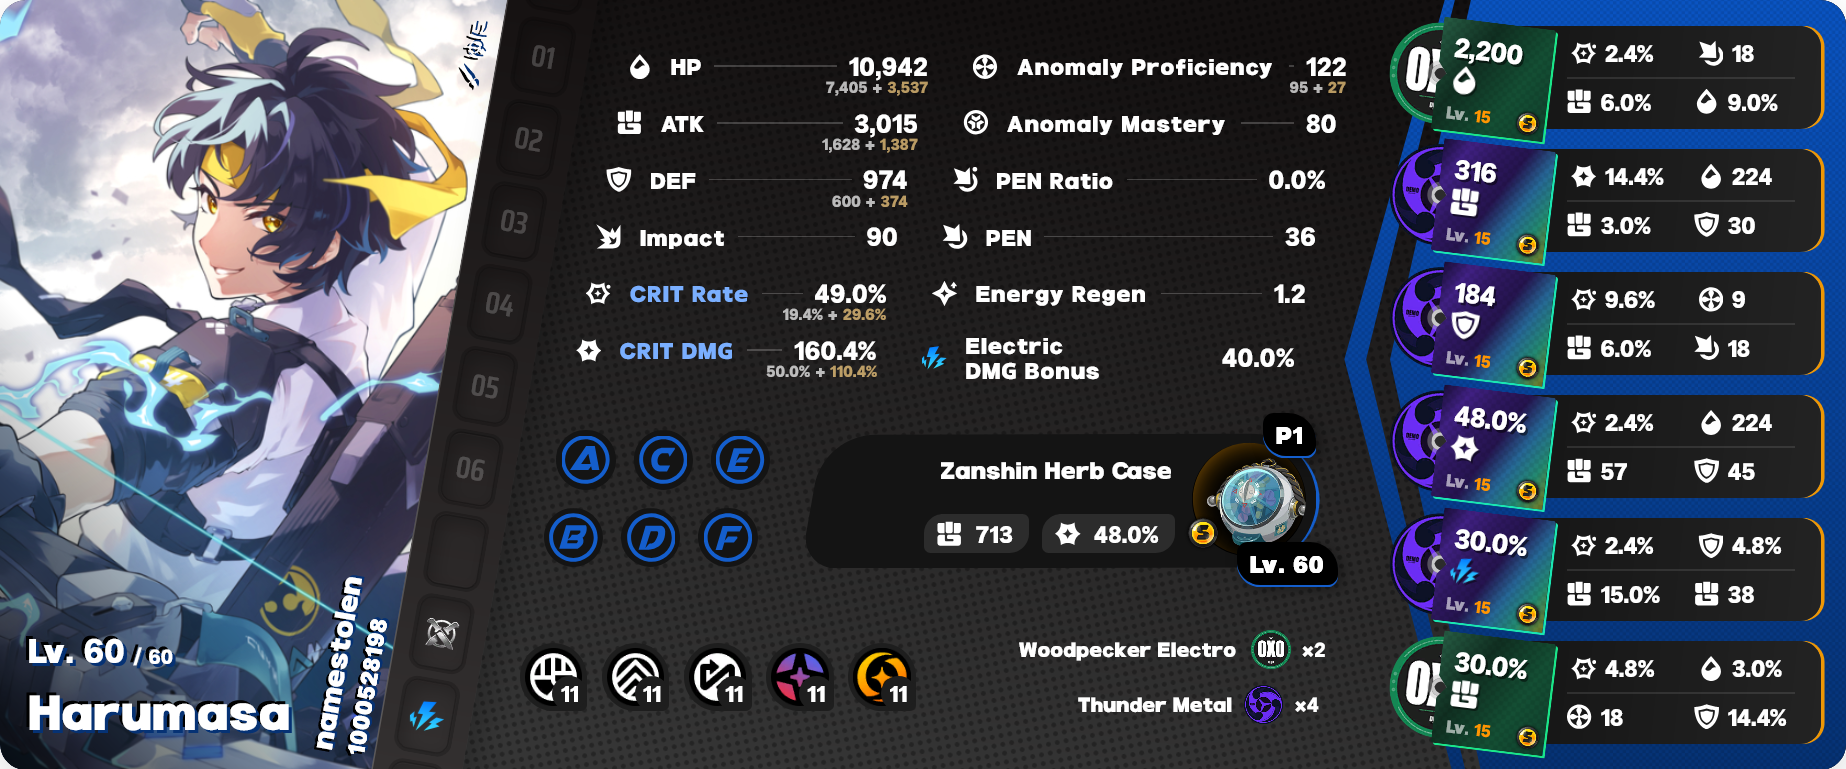 01
02
03
04
05
06
HP 10,942
7,405 + 3,537
ATK 3,015
1,628 + 1,387
DEF 974
600 + 374
Impact 90
CRIT Rate 49.0%
19.4% + 29.6%
CRIT DMG 160.4%
50.0% + 110.4%
Anomaly Proficiency 122
95 + 27
Anomaly Mastery 80
PEN Ratio 0.0%
PEN 36
Energy Regen 1.2
Electric
DMG Bonus 40.0%
A C E
B D F
Zanshin Herb Case
713 48.0%
P1
S
Lv. 60
11 11 11 11 11
Woodpecker Electro OXO ×2
Thunder Metal ×4
Lv. 60 / 60
Harumasa
namestolen
1000528198
2,200
Lv. 15 S
2.4% 18
6.0% 9.0%
316
Lv. 15 S
14.4% 224
3.0% 30
184
Lv. 15 S
9.6% 9
6.0% 18
48.0%
Lv. 15 S
2.4% 224
57 45
30.0%
Lv. 15 S
2.4% 4.8%
15.0% 38
30.0%
Lv. 15 S
4.8% 3.0%
18 14.4%